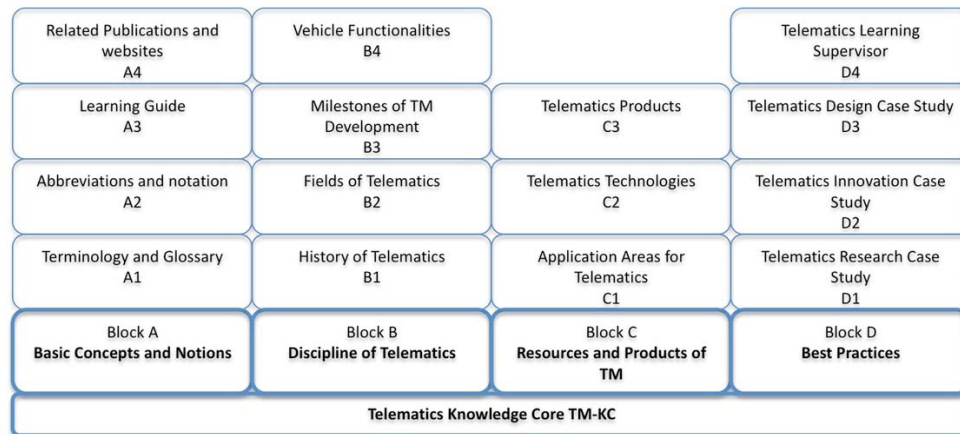 Related Publications and
websites
A4
Vehicle Functionalities
B4
Telematics Learning
Supervisor
D4
Learning Guide
A3
Milestones of TM
Development
B3
Telematics Products
C3
Telematics Design Case Study
D3
Abbreviations and notation
A2
Fields of Telematics
B2
Telematics Technologies
C2
Telematics Innovation Case
Study
D2
Terminology and Glossary
A1
History of Telematics
B1
Application Areas for
Telematics
C1
Telematics Research Case
Study
D1
Block A
Basic Concepts and Notions
Block B
Discipline of Telematics
Block C
Resources and Products of
TM
Block D
Best Practices
Telematics Knowledge Core TM-KC